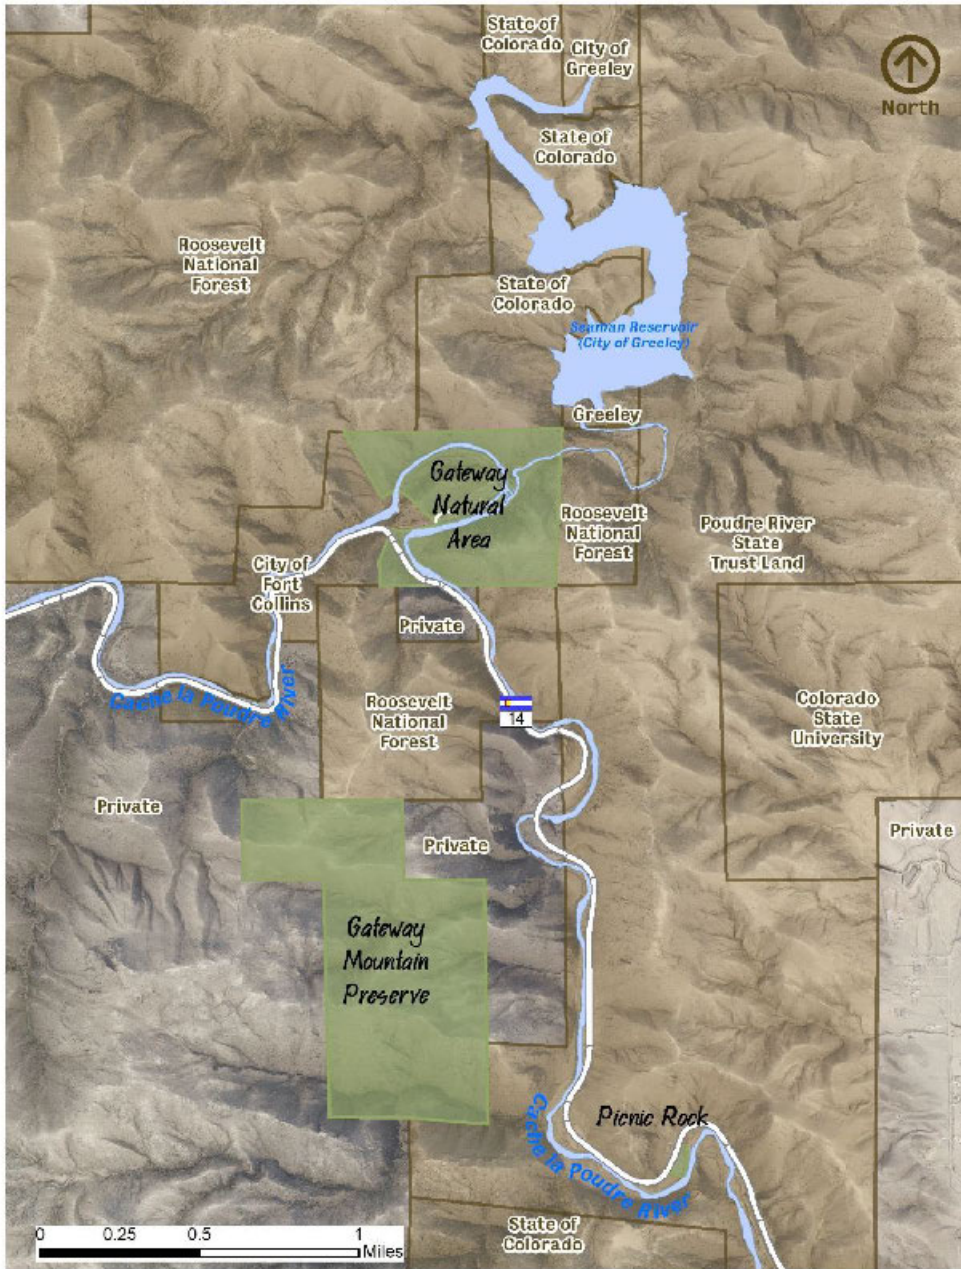 State of
Colorado
City of
Greeley
North
State of
Colorado
Roosevelt
National
Forest
State of
Colorado
Seaman Reservoir
(City of Greeley)
Greeley
Gateway
Natural
Area
Roosevelt
National
Forest
Poudre River
State
Trust Land
City of
Fort
Collins
Private
Cache la Poudre River
Roosevelt
National
Forest
14
Colorado
State
University
Private
Private
Private
Gateway
Mountain
Preserve
Picnic Rock
Cache la Poudre River
State of
Colorado
0 0.25 0.5 1
Miles